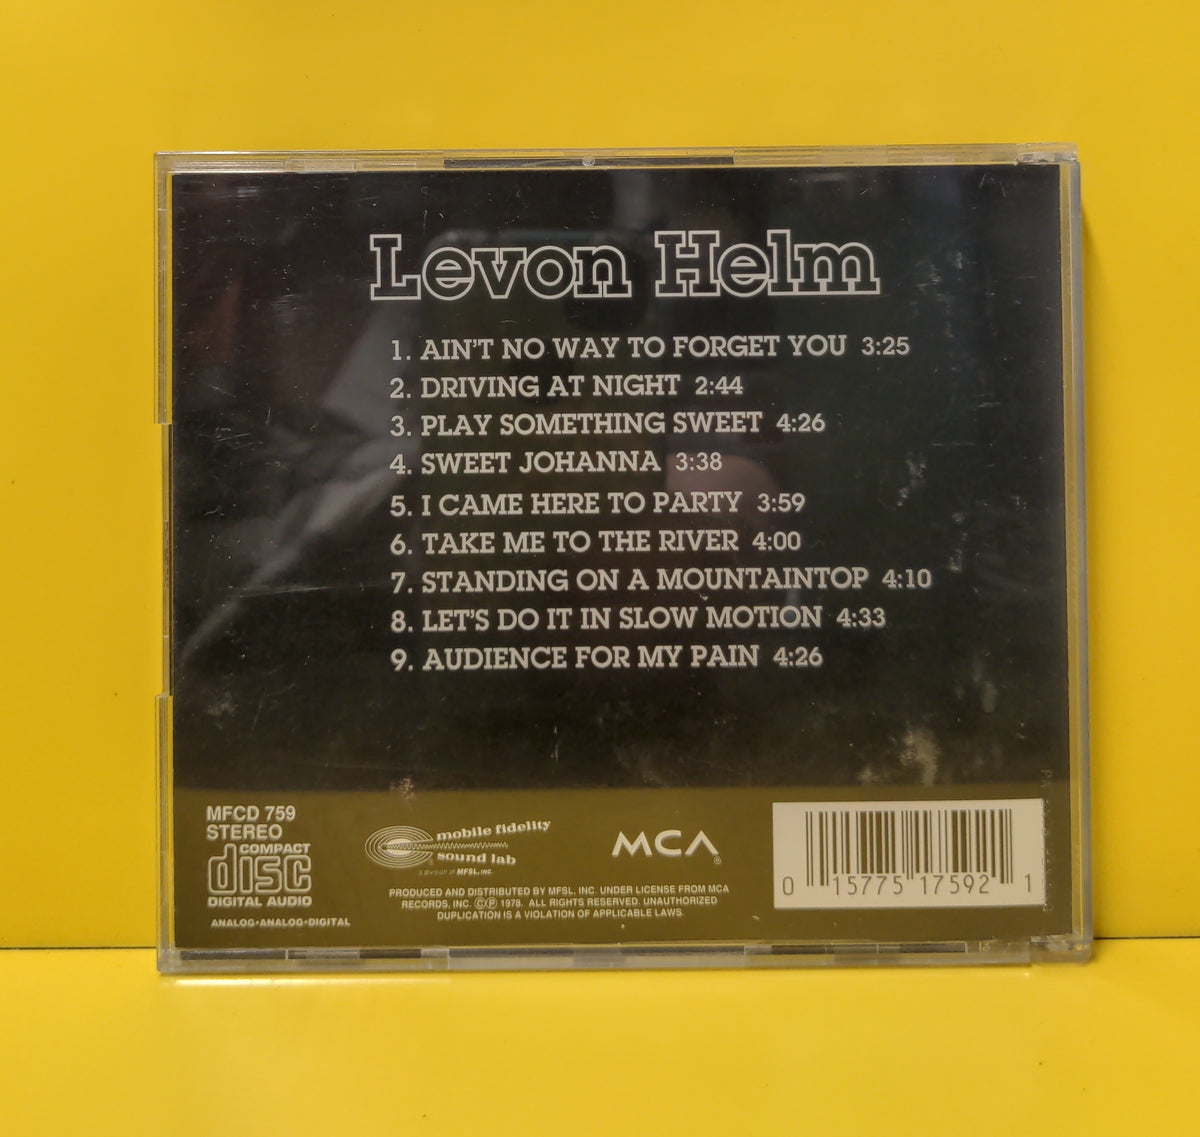 Levon Helm
1. AIN'T NO WAY TO FORGET YOU 3:25
2. DRIVING AT NIGHT 2:44
3. PLAY SOMETHING SWEET 4:26
4. SWEET JOHANNA 3:38
5. I CAME HERE TO PARTY 3:59
6. TAKE ME TO THE RIVER 4:00
7. STANDING ON A MOUNTAINTOP 4:10
8. LET'S DO IT IN SLOW MOTION 4:33
9. AUDIENCE FOR MY PAIN 4:26
MFCD 759
STEREO
COMPACT
disc
DIGITAL AUDIO
ANALOG•ANALOG•DIGITAL
mobile fidelity
sound lab
a division of MFSL, INC.
PRODUCED AND DISTRIBUTED BY MFSL. INC. UNDER LICENSE FROM MCA
RECORDS, INC. ©℗ 1978. ALL RIGHTS RESERVED. UNAUTHORIZED
DUPLICATION IS A VIOLATION OF APPLICABLE LAWS.
MCA®
0 15775 17592 1